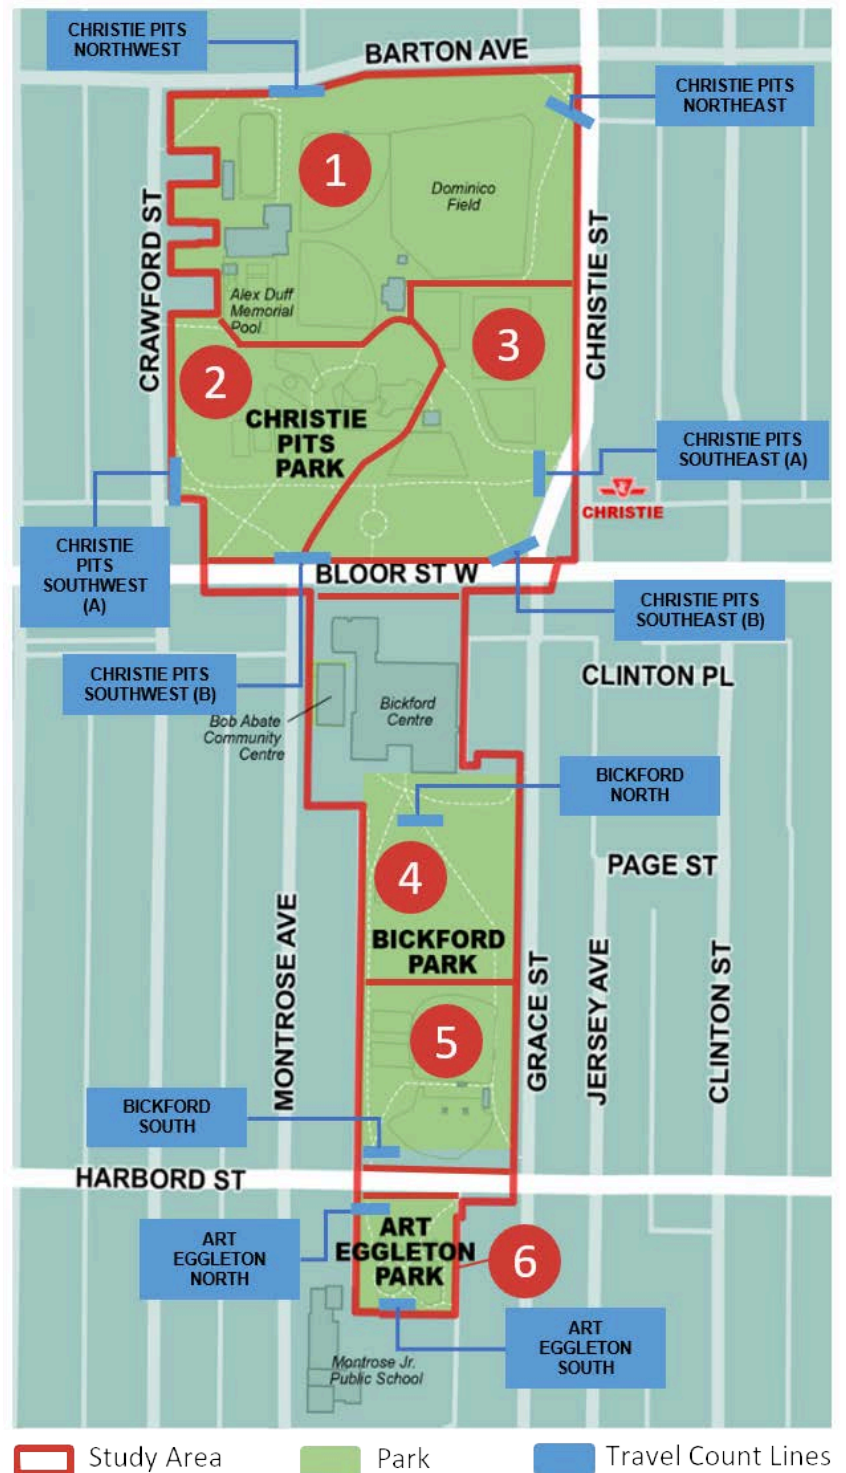 CHRISTIE PITS
NORTHWEST
BARTON AVE
CHRISTIE PITS
NORTHEAST
1
Dominico
Field
CRAWFORD ST
CHRISTIE ST
Alex Duff
Memorial
Pool
3
2
CHRISTIE
PITS
PARK
CHRISTIE PITS
SOUTHEAST (A)
CHRISTIE
CHRISTIE
PITS
SOUTHWEST
(A)
BLOOR ST W
CHRISTIE PITS
SOUTHEAST (B)
CHRISTIE PITS
SOUTHWEST (B)
CLINTON PL
Bickford
Centre
Bob Abate
Community
Centre
BICKFORD
NORTH
4
PAGE ST
BICKFORD
PARK
MONTROSE AVE
GRACE ST
JERSEY AVE
CLINTON ST
5
BICKFORD
SOUTH
HARBORD ST
ART
EGGLETON
NORTH
ART
EGGLETON
PARK
6
ART
EGGLETON
SOUTH
Montrose Jr.
Public School
Study Area
Park
Travel Count Lines